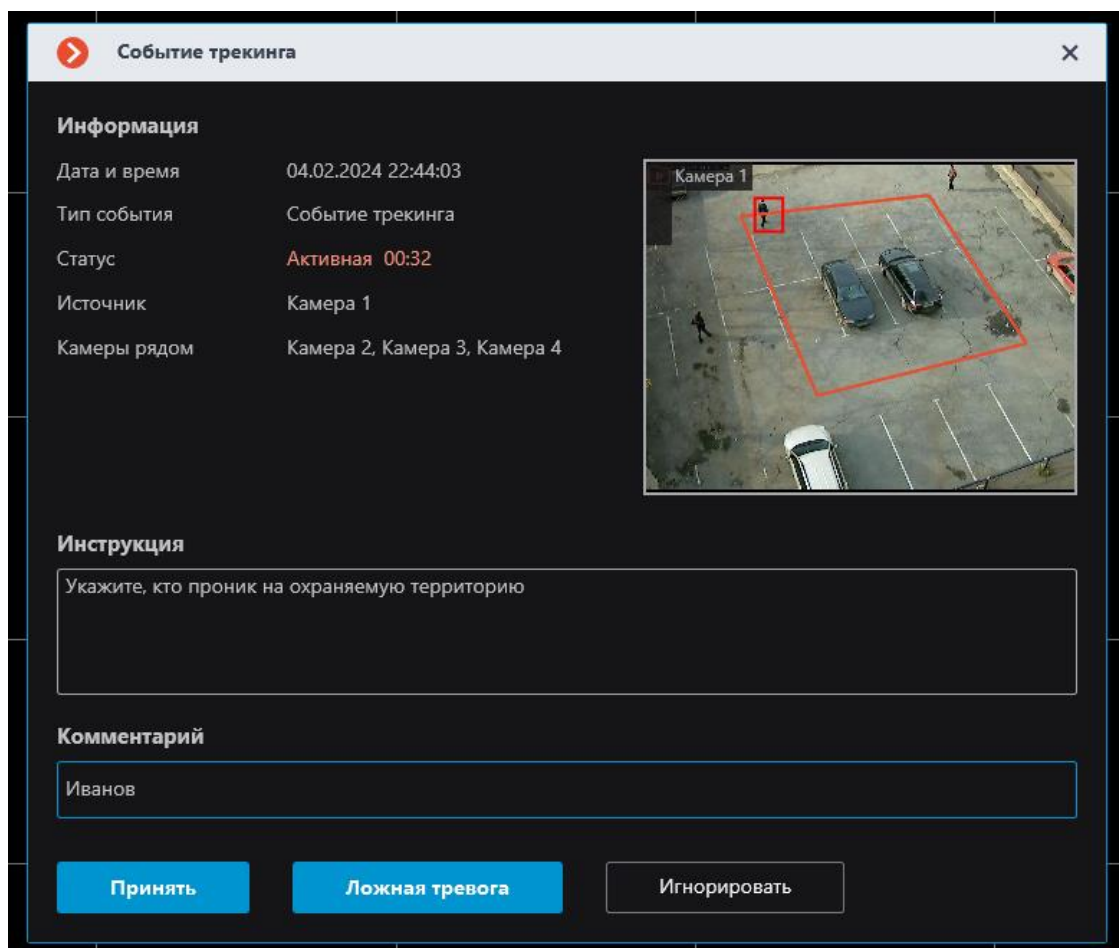 Событие трекинга
Информация
Дата и время 04.02.2024 22:44:03
Тип события Событие трекинга
Статус Активная 00:32
Источник Камера 1
Камеры рядом Камера 2, Камера 3, Камера 4
Камера 1
Инструкция
Укажите, кто проник на охраняемую территорию
Комментарий
Иванов
Принять Ложная тревога Игнорировать